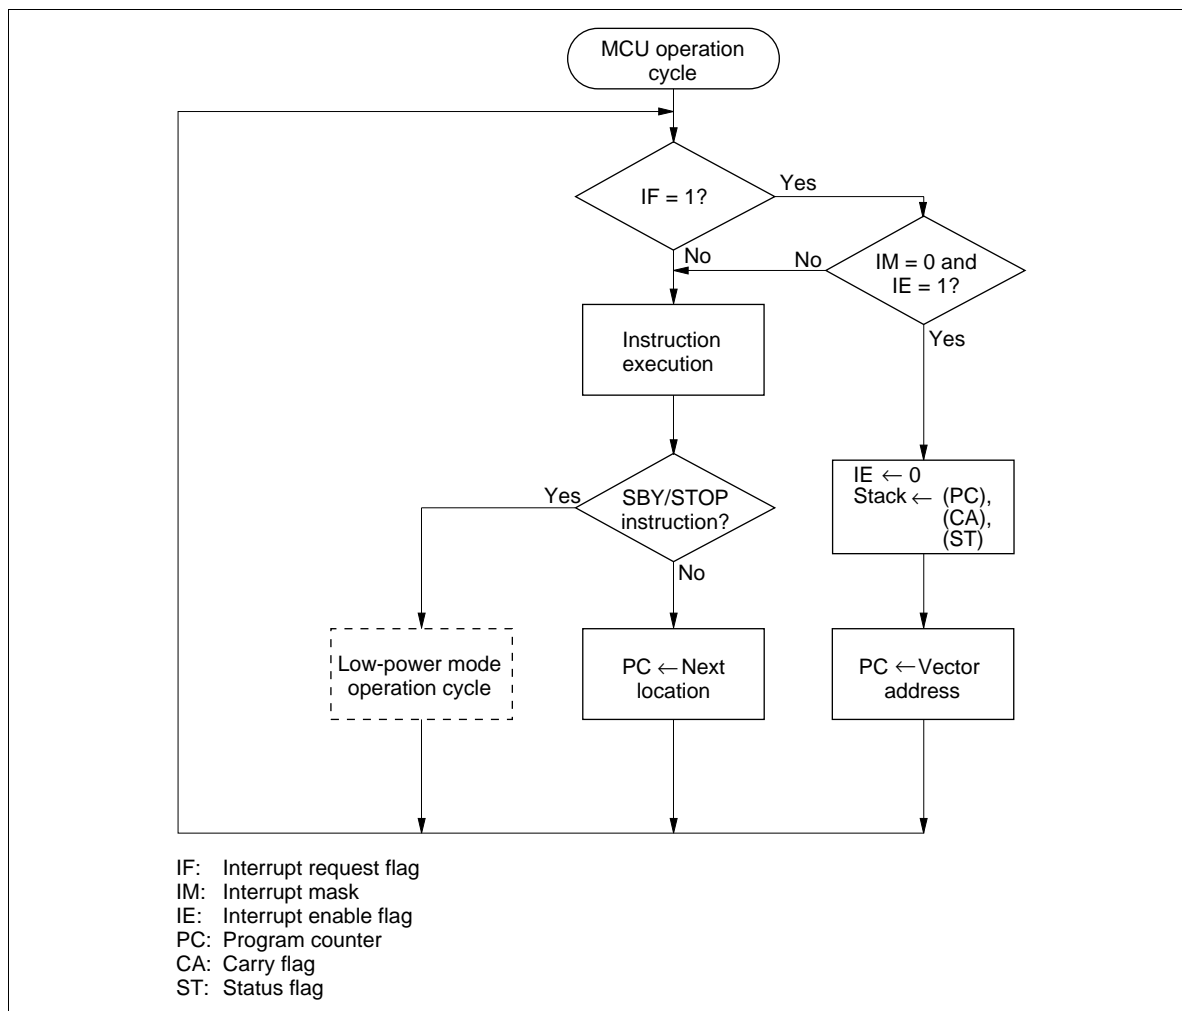 MCU operation
cycle
IF = 1?
Yes
No
No
IM = 0 and
IE = 1?
Yes
Instruction
execution
IE ← 0
Stack ← (PC),
(CA),
(ST)
Yes
SBY/STOP
instruction?
No
Low-power mode
operation cycle
PC ← Next
location
PC ← Vector
address
IF: Interrupt request flag
IM: Interrupt mask
IE: Interrupt enable flag
PC: Program counter
CA: Carry flag
ST: Status flag